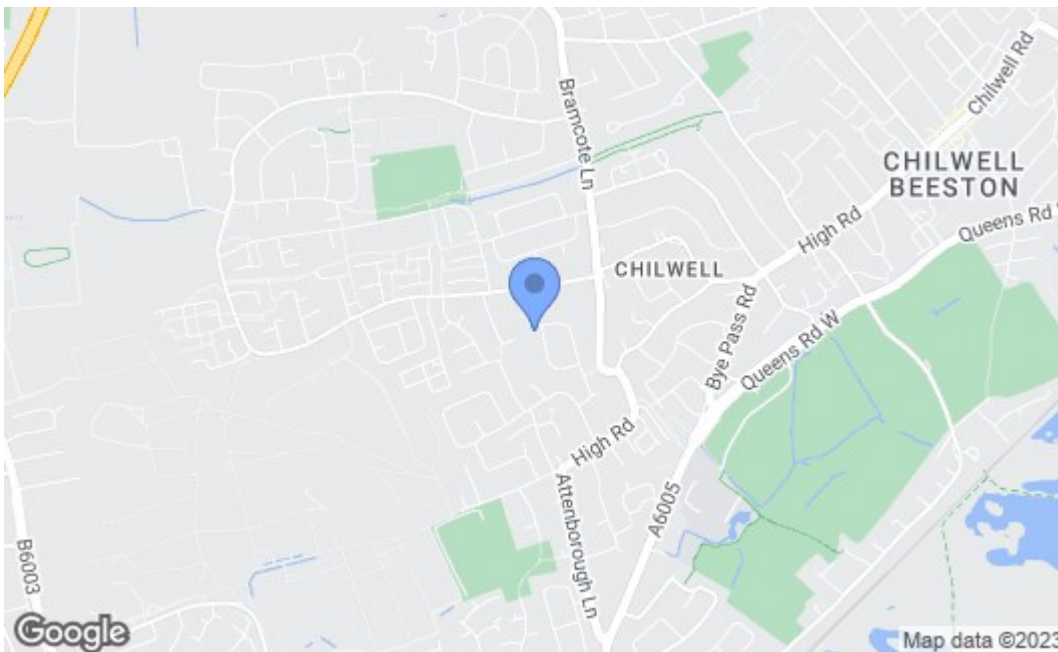 Bramcote Ln
Chilwell Rd
CHILWELL
BEESTON
High Rd
Queens Rd
CHILWELL
Bye Pass Rd
Queens Rd W
High Rd
A6005
Attenborough Ln
B6003
Google
Map data ©2023